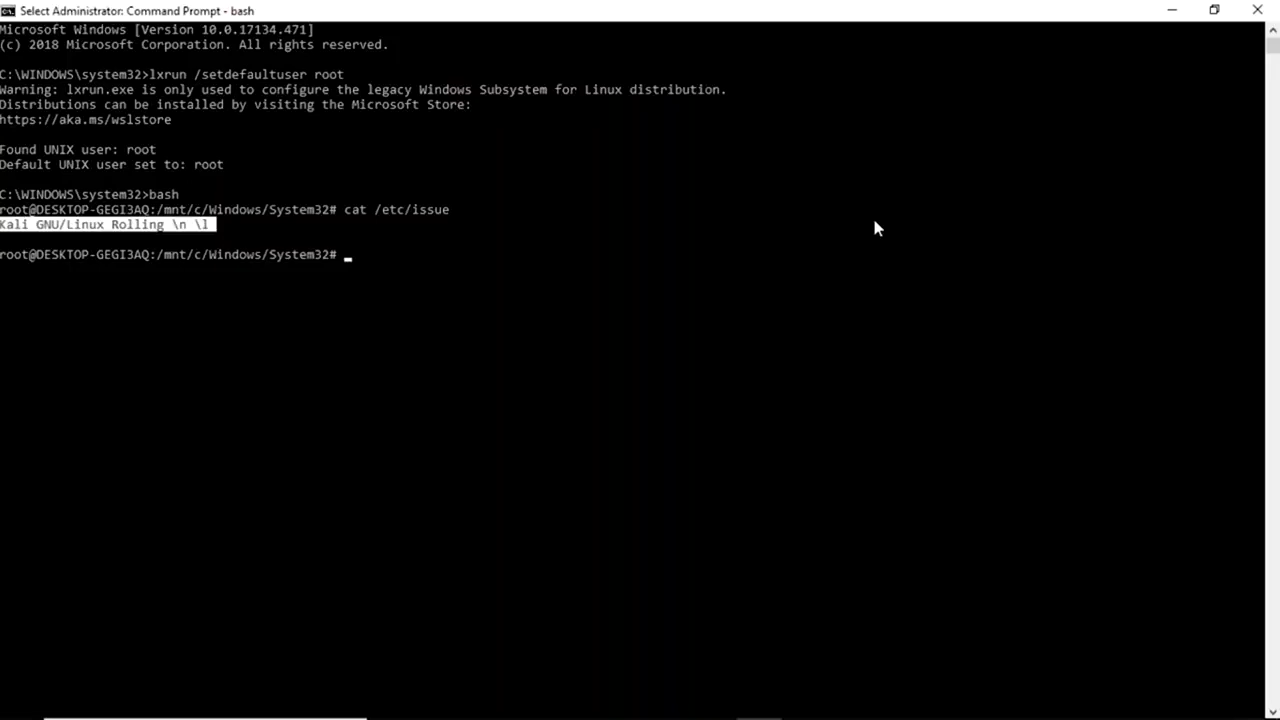 Select Administrator: Command Prompt - bash
Microsoft Windows [Version 10.0.17134.471]
(c) 2018 Microsoft Corporation. All rights reserved.
C:\WINDOWS\system32>lxrun /setdefaultuser root
Warning: lxrun.exe is only used to configure the legacy Windows Subsystem for Linux distribution.
Distributions can be installed by visiting the Microsoft Store:
https://aka.ms/wslstore
Found UNIX user: root
Default UNIX user set to: root
C:\WINDOWS\system32>bash
root@DESKTOP-GEGI3AQ:/mnt/c/Windows/System32# cat /etc/issue
Kali GNU/Linux Rolling \n \l
root@DESKTOP-GEGI3AQ:/mnt/c/Windows/System32#